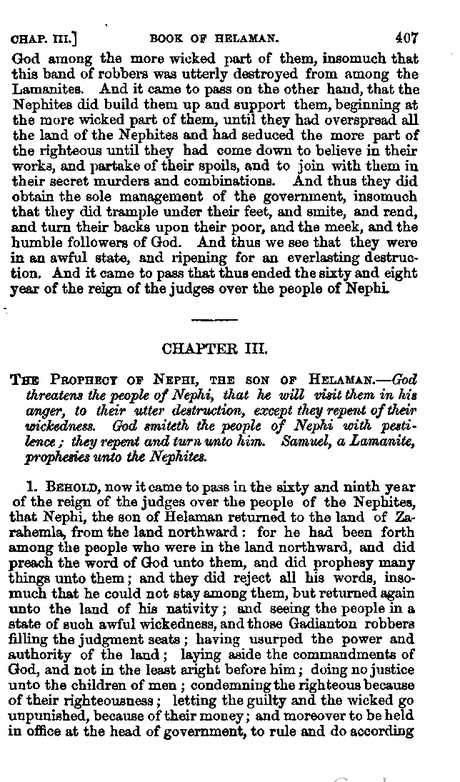 CHAP. III.] BOOK OF HELAMAN. 407
God among the more wicked part of them, insomuch that
this band of robbers was utterly destroyed from among the
Lamanites. And it came to pass on the other hand, that the
Nephites did build them up and support them, beginning at
the more wicked part of them, until they had overspread all
the land of the Nephites and had seduced the more part of
the righteous until they had come down to believe in their
works, and partake of their spoils, and to join with them in
their secret murders and combinations. And thus they did
obtain the sole management of the government, insomuch
that they did trample under their feet, and smite, and rend,
and turn their backs upon their poor, and the meek, and the
humble followers of God. And thus we see that they were
in an awful state, and ripening for an everlasting destruc-
tion. And it came to pass that thus ended the sixty and eight
year of the reign of the judges over the people of Nephi.
CHAPTER III.
THE PROPHECY OF NEPHI, THE SON OF HELAMAN.—God
threatens the people of Nephi, that he will visit them in his
anger, to their utter destruction, except they repent of their
wickedness. God smiteth the people of Nephi with pesti-
lence; they repent and turn unto him. Samuel, a Lamanite,
prophesies unto the Nephites.
1. BEHOLD, now it came to pass in the sixty and ninth year
of the reign of the judges over the people of the Nephites,
that Nephi, the son of Helaman returned to the land of Za-
rahemla, from the land northward: for he had been forth
among the people who were in the land northward, and did
preach the word of God unto them, and did prophesy many
things unto them; and they did reject all his words, inso-
much that he could not stay among them, but returned again
unto the land of his nativity; and seeing the people in a
state of such awful wickedness, and those Gadianton robbers
filling the judgment seats; having usurped the power and
authority of the land; laying aside the commandments of
God, and not in the least aright before him; doing no justice
unto the children of men; condemning the righteous because
of their righteousness; letting the guilty and the wicked go
unpunished, because of their money; and moreover to be held
in office at the head of government, to rule and do according